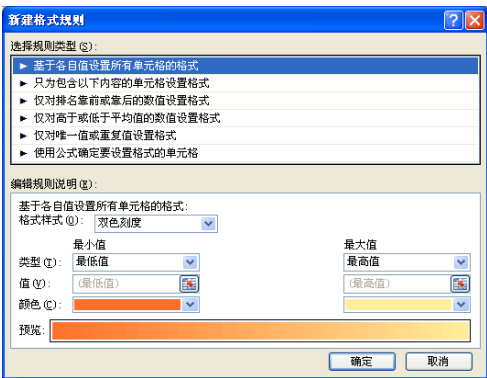 新建格式规则
选择规则类型(S):
► 基于各自值设置所有单元格的格式
► 只为包含以下内容的单元格设置格式
► 仅对排名靠前或靠后的数值设置格式
► 仅对高于或低于平均值的数值设置格式
► 仅对唯一值或重复值设置格式
► 使用公式确定要设置格式的单元格
编辑规则说明(E):
基于各自值设置所有单元格的格式:
格式样式(O): 双色刻度
最小值 最大值
类型(T): 最低值 最高值
值(V): (最低值) (最高值)
颜色(C):
预览:
确定 取消